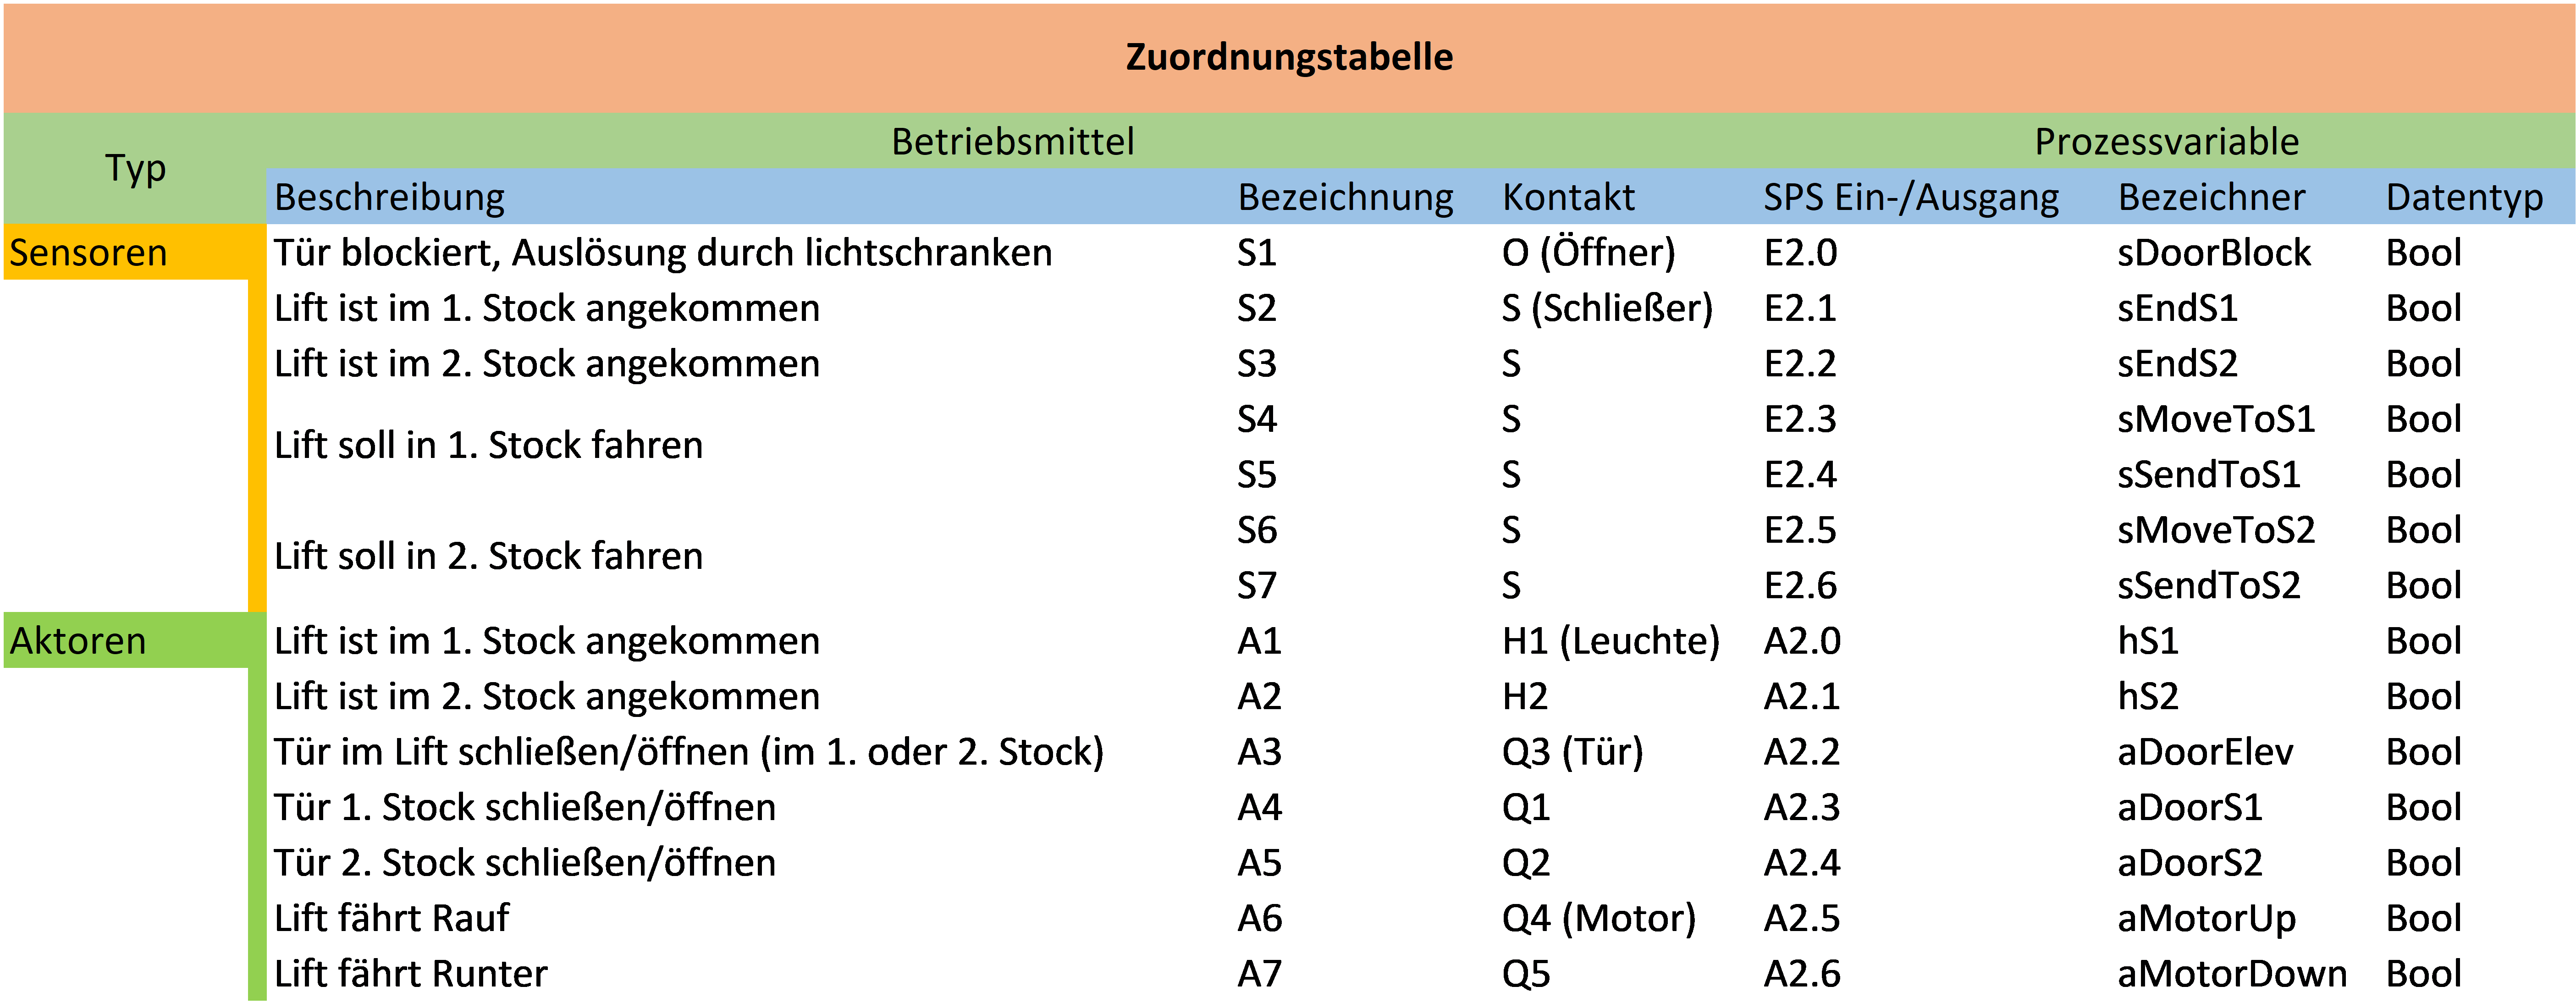 Zuordnungstabelle
Typ Betriebsmittel Prozessvariable
Beschreibung Bezeichnung Kontakt SPS Ein-/Ausgang Bezeichner Datentyp
Sensoren Tür blockiert, Auslösung durch lichtschranken S1 O (Öffner) E2.0 sDoorBlock Bool
Lift ist im 1. Stock angekommen S2 S (Schließer) E2.1 sEndS1 Bool
Lift ist im 2. Stock angekommen S3 S E2.2 sEndS2 Bool
S4 S E2.3 sMoveToS1 Bool
Lift soll in 1. Stock fahren
S5 S E2.4 sSendToS1 Bool
S6 S E2.5 sMoveToS2 Bool
Lift soll in 2. Stock fahren
S7 S E2.6 sSendToS2 Bool
Aktoren Lift ist im 1. Stock angekommen A1 H1 (Leuchte) A2.0 hS1 Bool
Lift ist im 2. Stock angekommen A2 H2 A2.1 hS2 Bool
Tür im Lift schließen/öffnen (im 1. oder 2. Stock) A3 Q3 (Tür) A2.2 aDoorElev Bool
Tür 1. Stock schließen/öffnen A4 Q1 A2.3 aDoorS1 Bool
Tür 2. Stock schließen/öffnen A5 Q2 A2.4 aDoorS2 Bool
Lift fährt Rauf A6 Q4 (Motor) A2.5 aMotorUp Bool
Lift fährt Runter A7 Q5 A2.6 aMotorDown Bool